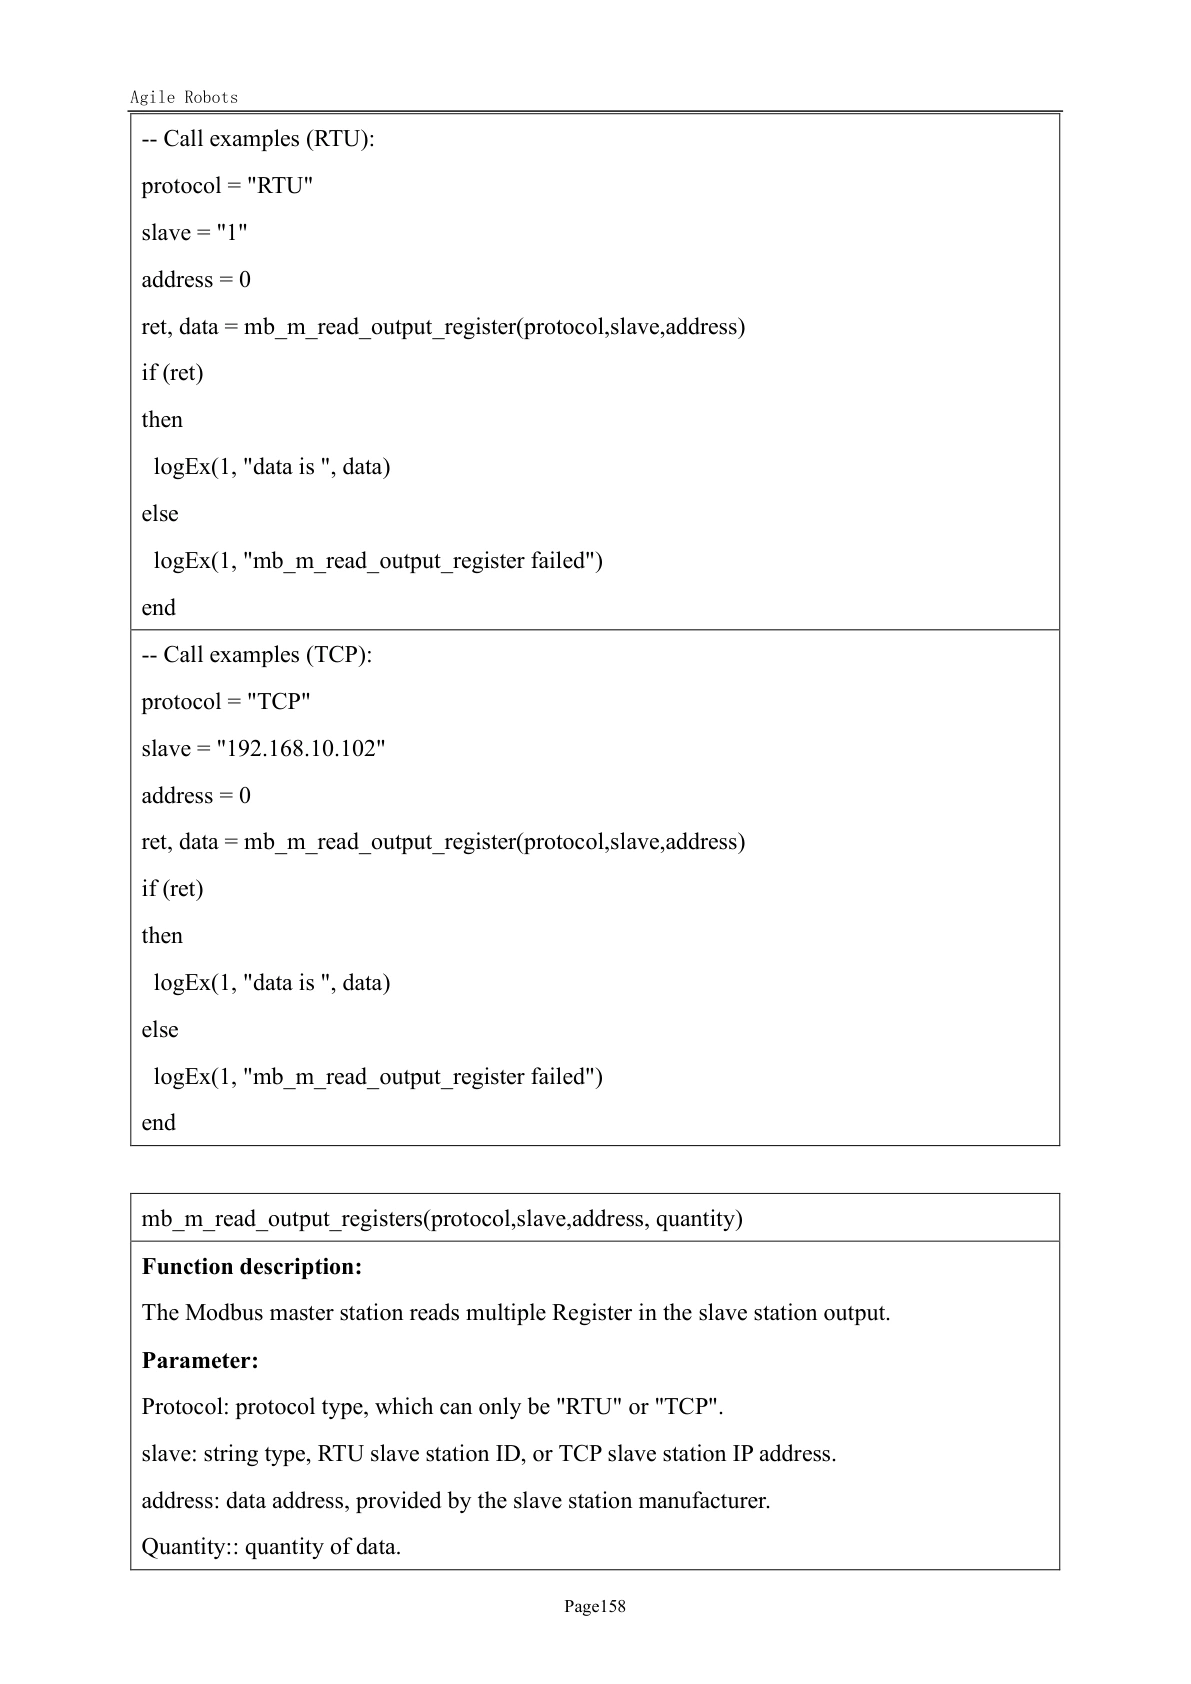 Agile Robots
-- Call examples (RTU):
protocol = "RTU"
slave = "1"
address = 0
ret, data = mb_m_read_output_register(protocol,slave,address)
if (ret)
then
logEx(1, "data is ", data)
else
logEx(1, "mb_m_read_output_register failed")
end
-- Call examples (TCP):
protocol = "TCP"
slave = "192.168.10.102"
address = 0
ret, data = mb_m_read_output_register(protocol,slave,address)
if (ret)
then
logEx(1, "data is ", data)
else
logEx(1, "mb_m_read_output_register failed")
end
mb_m_read_output_registers(protocol,slave,address, quantity)
Function description:
The Modbus master station reads multiple Register in the slave station output.
Parameter:
Protocol: protocol type, which can only be "RTU" or "TCP".
slave: string type, RTU slave station ID, or TCP slave station IP address.
address: data address, provided by the slave station manufacturer.
Quantity:: quantity of data.
Page158